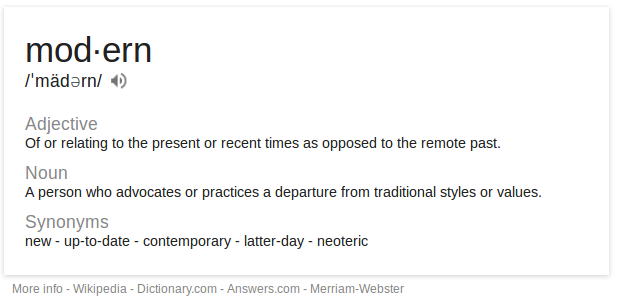 mod·ern
/ˈmädərn/
Adjective
Of or relating to the present or recent times as opposed to the remote past.
Noun
A person who advocates or practices a departure from traditional styles or values.
Synonyms
new - up-to-date - contemporary - latter-day - neoteric
More info - Wikipedia - Dictionary.com - Answers.com - Merriam-Webster